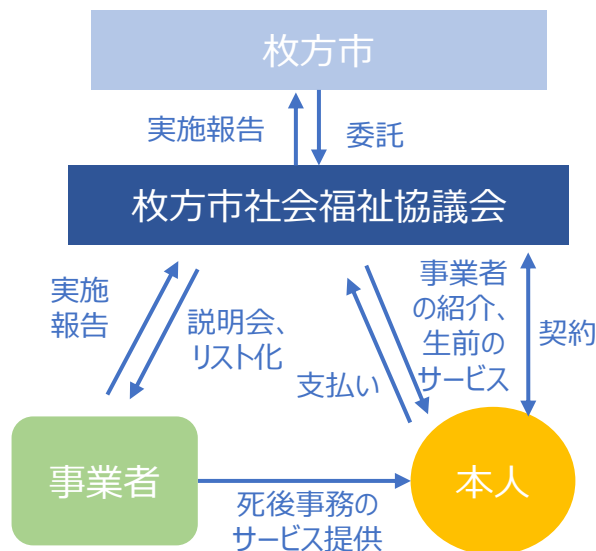 枚方市
実施報告
委託
枚方市社会福祉協議会
実施
報告
説明会、
リスト化
支払い
事業者
の紹介、
生前の
サービス
契約
事業者
本人
死後事務の
サービス提供